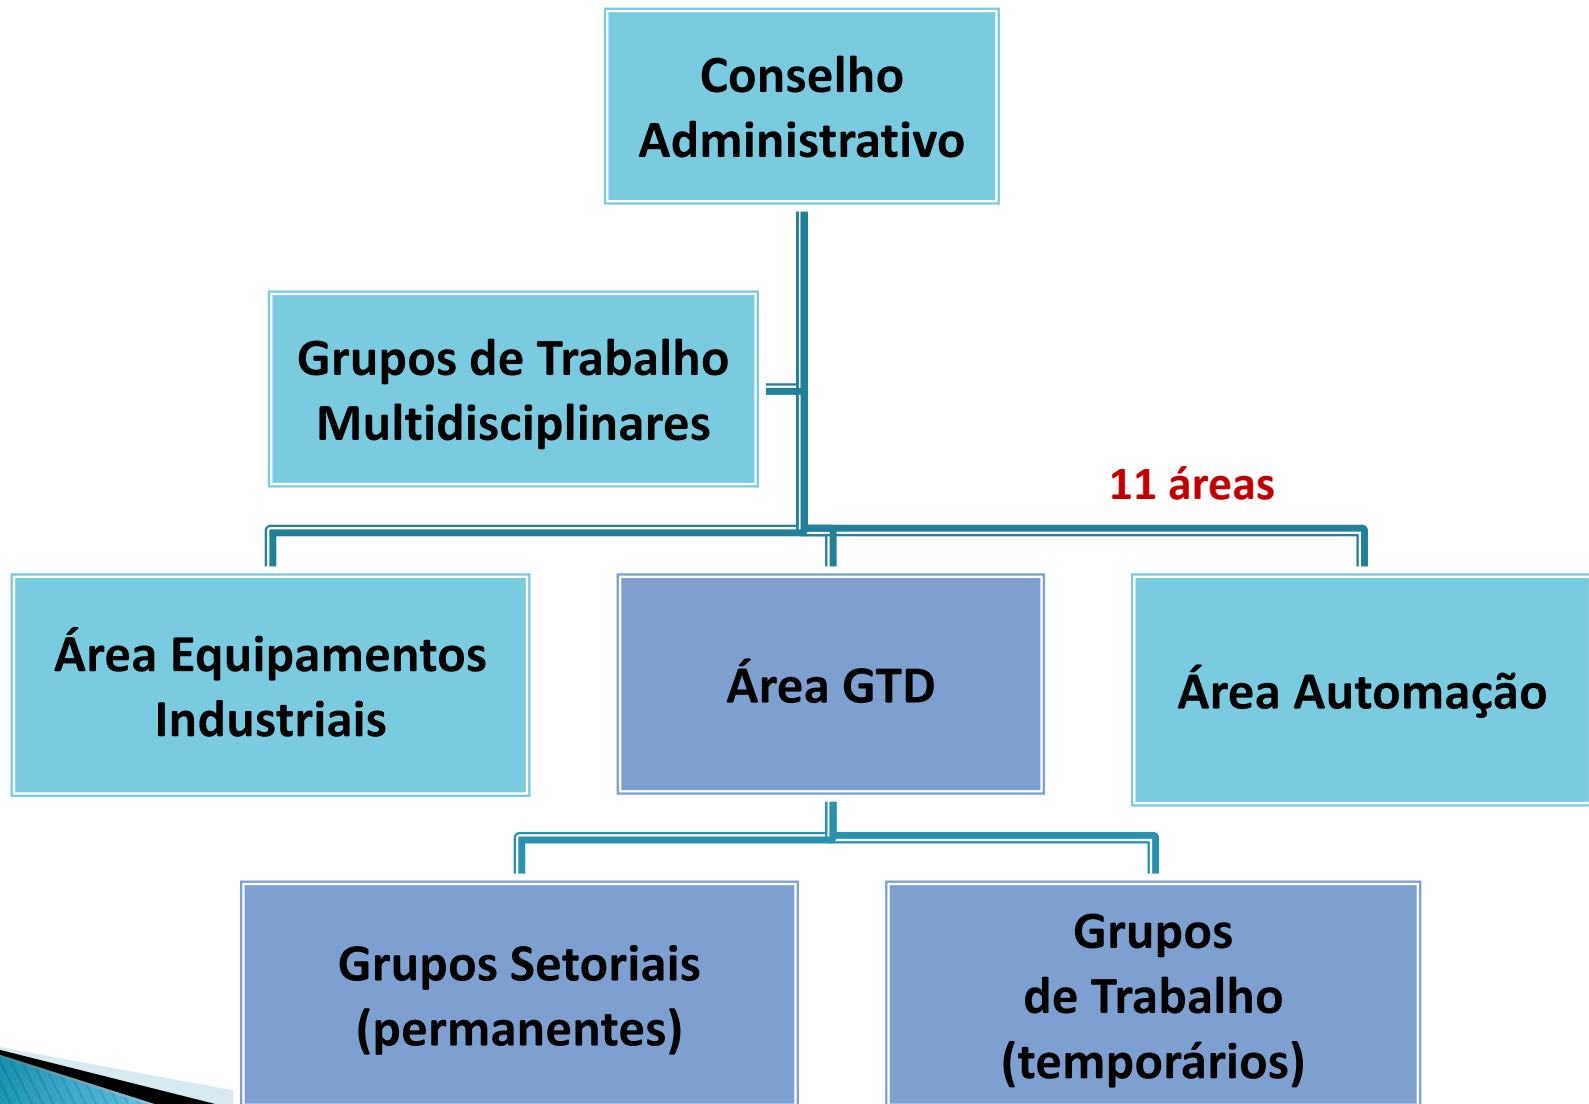 Conselho
Administrativo
Grupos de Trabalho
Multidisciplinares
11 áreas
Área Equipamentos
Industriais
Área GTD
Área Automação
Grupos Setoriais
(permanentes)
Grupos
de Trabalho
(temporários)